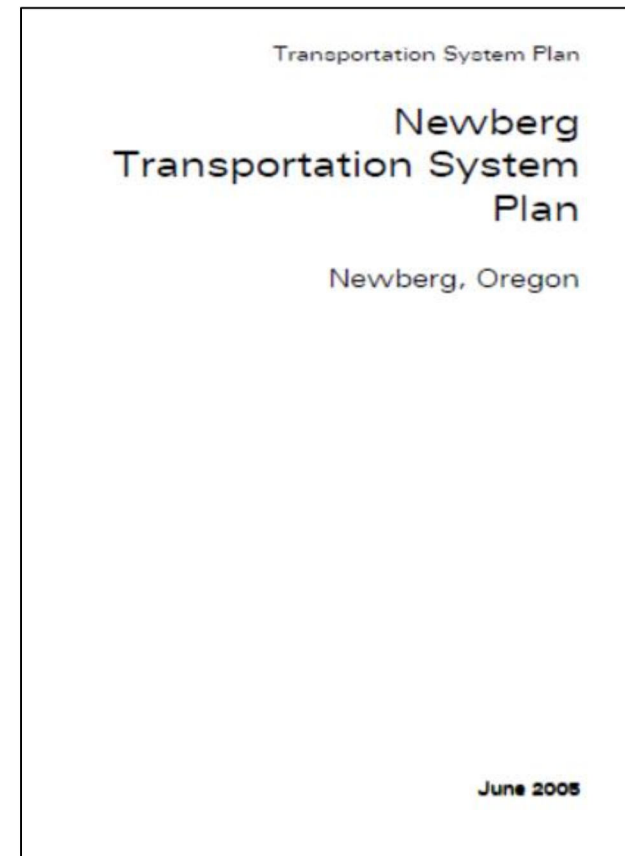 Transportation System Plan
Newberg
Transportation System
Plan
Newberg, Oregon
June 2005